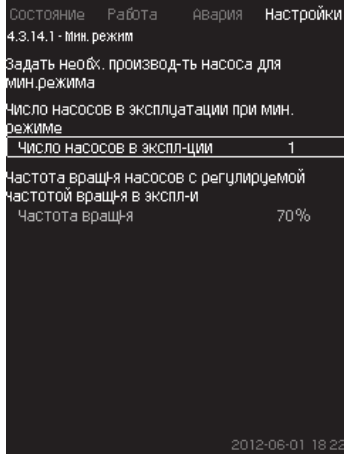 Состояние Работа Авария Настройки
4.3.14.1 - Мин. режим
Задать необх. производ-ть насоса для
мин.режима
Число насосов в эксплуатации при мин.
режиме
Число насосов в экспл-ции 1
Частота вращ-я насосов с регулируемой
частотой вращ-я в экспл-и
Частота вращ-я 70%
2012-06-01 18:22